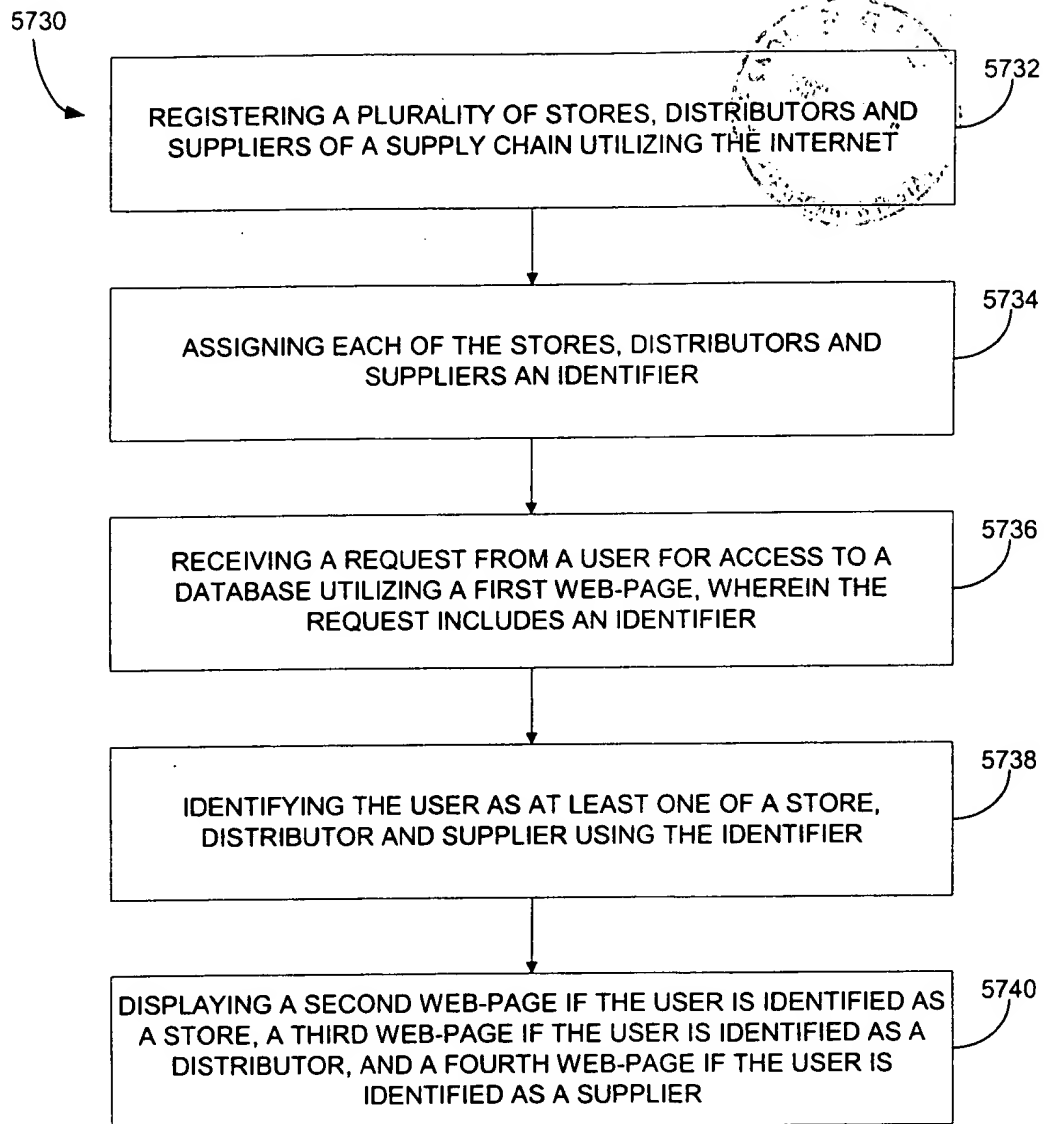 5730
5732
REGISTERING A PLURALITY OF STORES, DISTRIBUTORS AND
SUPPLIERS OF A SUPPLY CHAIN UTILIZING THE INTERNET
5734
ASSIGNING EACH OF THE STORES, DISTRIBUTORS AND
SUPPLIERS AN IDENTIFIER
5736
RECEIVING A REQUEST FROM A USER FOR ACCESS TO A
DATABASE UTILIZING A FIRST WEB-PAGE, WHEREIN THE
REQUEST INCLUDES AN IDENTIFIER
5738
IDENTIFYING THE USER AS AT LEAST ONE OF A STORE,
DISTRIBUTOR AND SUPPLIER USING THE IDENTIFIER
5740
DISPLAYING A SECOND WEB-PAGE IF THE USER IS IDENTIFIED AS
A STORE, A THIRD WEB-PAGE IF THE USER IS IDENTIFIED AS A
DISTRIBUTOR, AND A FOURTH WEB-PAGE IF THE USER IS
IDENTIFIED AS A SUPPLIER